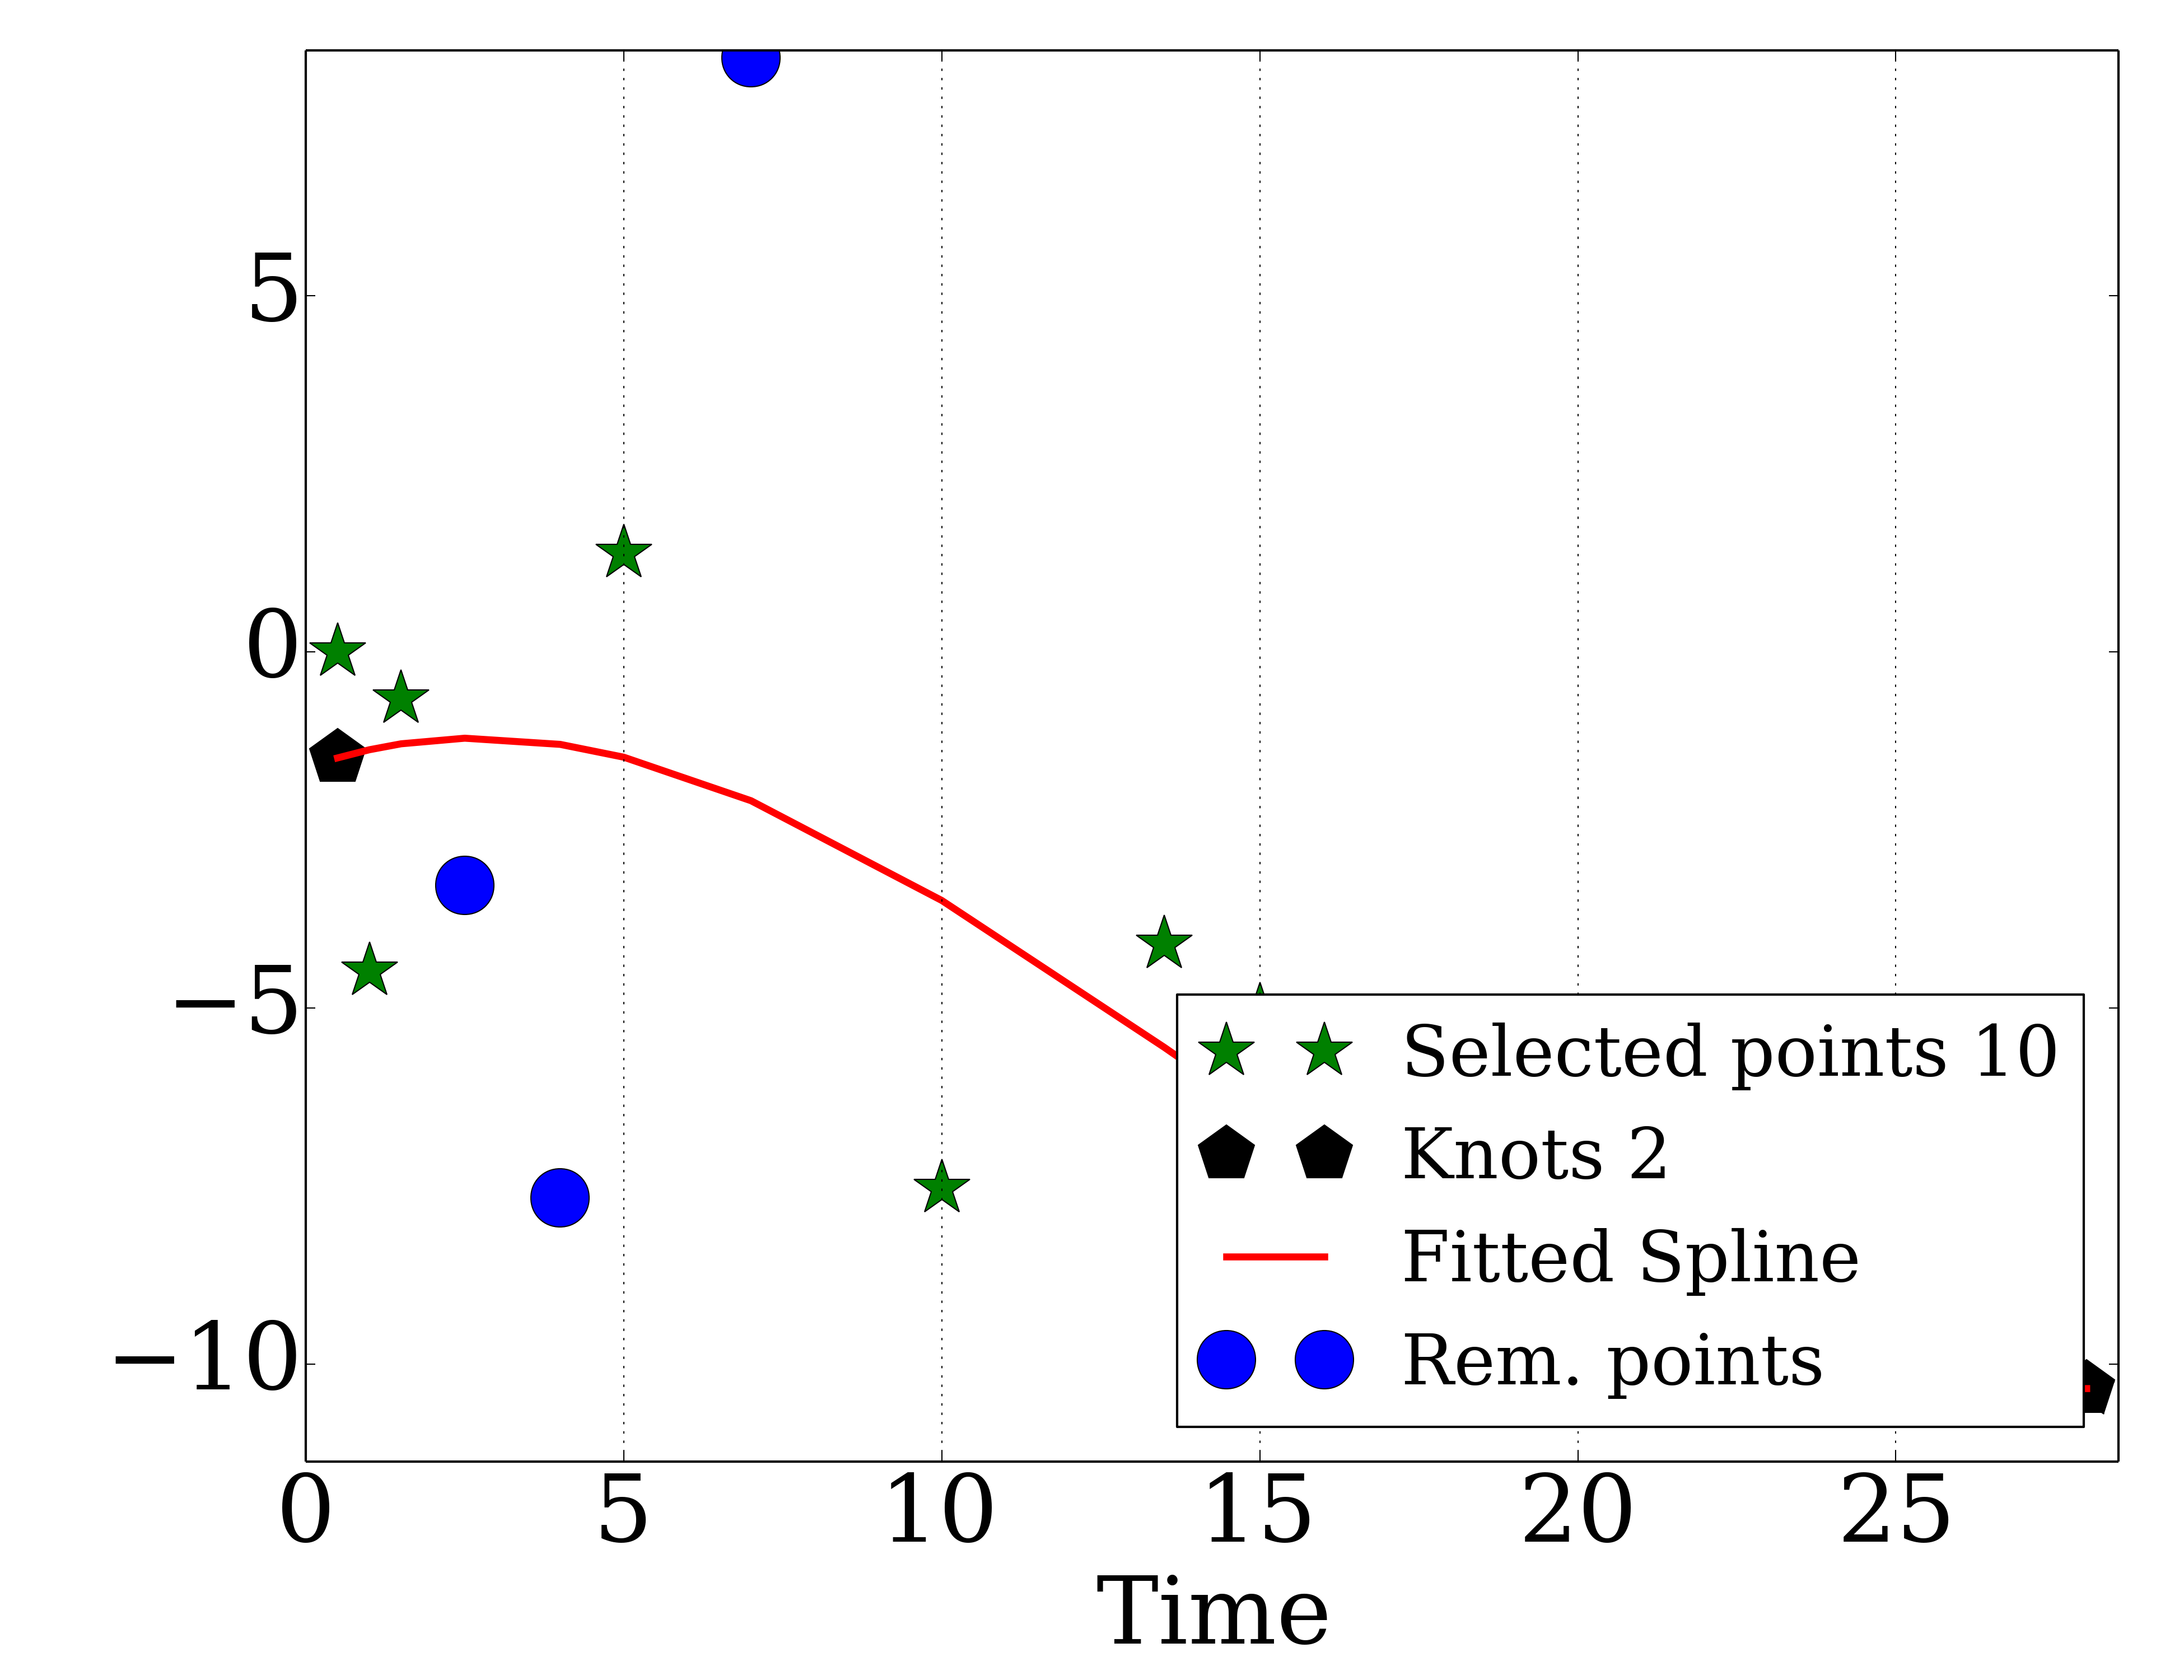 5
0
−5
−10
0 5 10 15 20 25
Time
Selected points 10
Knots 2
Fitted Spline
Rem. points